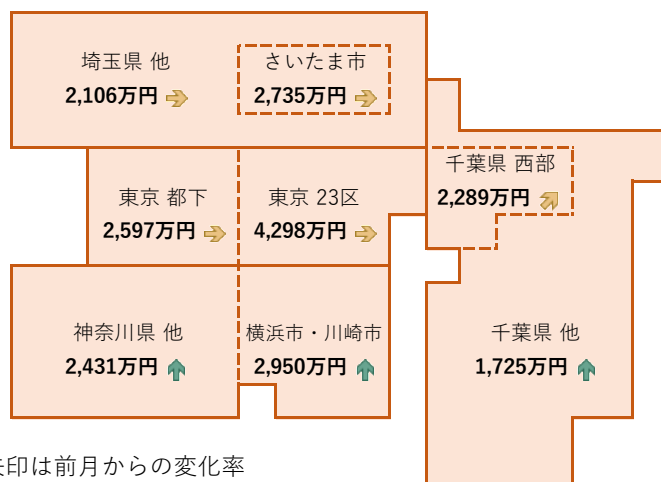 埼玉県 他
2,106万円
さいたま市
2,735万円
千葉県 西部
2,289万円
東京 都下
2,597万円
東京 23区
4,298万円
神奈川県 他
2,431万円
横浜市・川崎市
2,950万円
千葉県 他
1,725万円
印は前月からの変化率